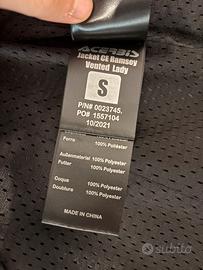 ACERBIS
Jacket CE Ramsey
Vented Lady
S
P/N# 0023745.
PO# 1557104
10/2021
Forro 100% Poliéster
Außenmaterial 100% Polyester
Futter 100% Polyester
Coque 100% Polyester
Doublure 100% Polyester
MADE IN CHINA
subito